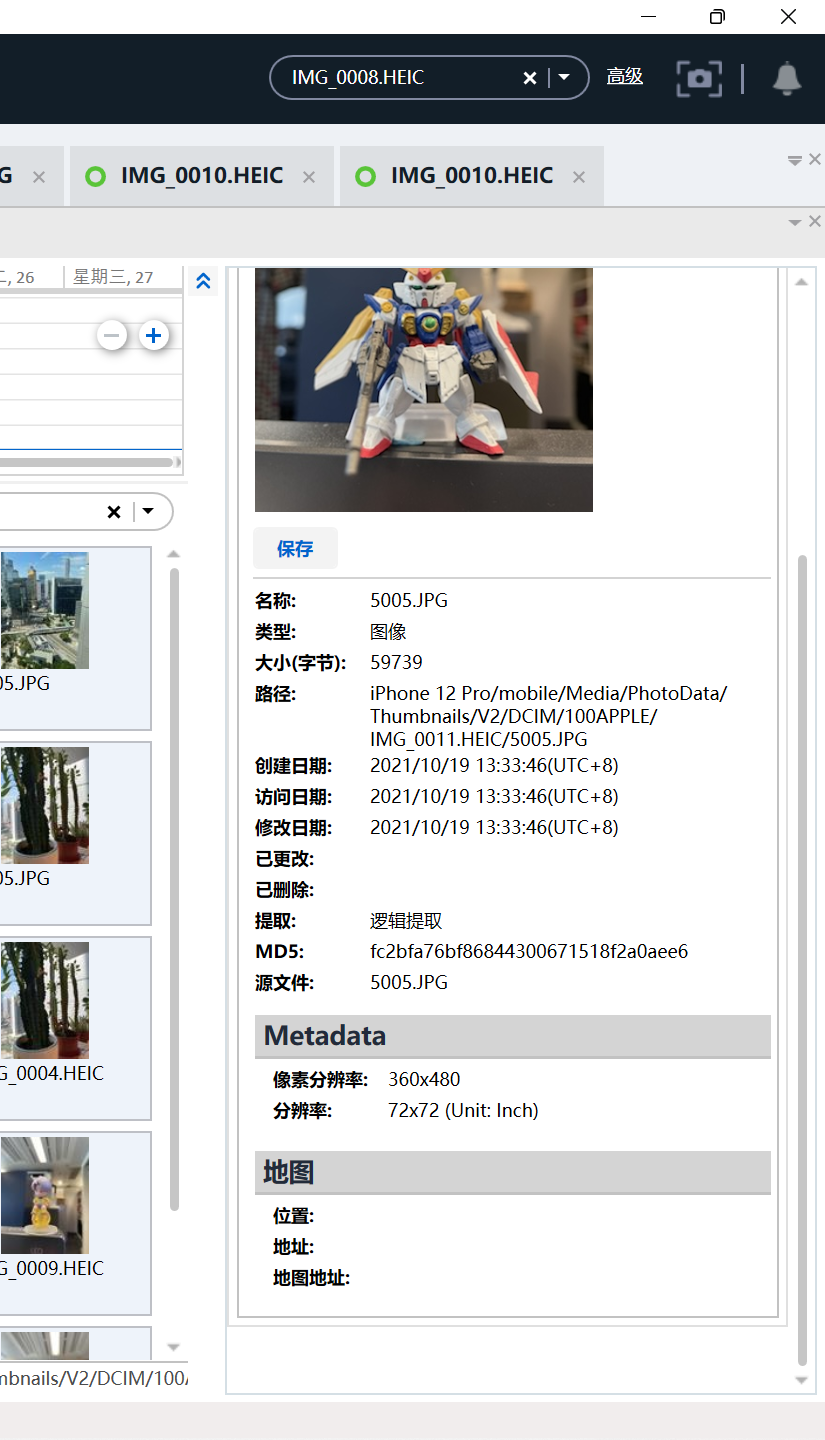 IMG_0008.HEIC
高级
G
IMG_0010.HEIC
IMG_0010.HEIC
二, 26
星期三, 27
保存
名称: 5005.JPG
类型: 图像
大小(字节): 59739
路径: iPhone 12 Pro/mobile/Media/PhotoData/
Thumbnails/V2/DCIM/100APPLE/
IMG_0011.HEIC/5005.JPG
创建日期: 2021/10/19 13:33:46(UTC+8)
访问日期: 2021/10/19 13:33:46(UTC+8)
修改日期: 2021/10/19 13:33:46(UTC+8)
已更改:
已删除:
提取: 逻辑提取
MD5: fc2bfa76bf86844300671518f2a0aee6
源文件: 5005.JPG
Metadata
像素分辨率: 360x480
分辨率: 72x72 (Unit: Inch)
地图
位置:
地址:
地图地址:
05.JPG
05.JPG
G_0004.HEIC
G_0009.HEIC
mbnails/V2/DCIM/100A